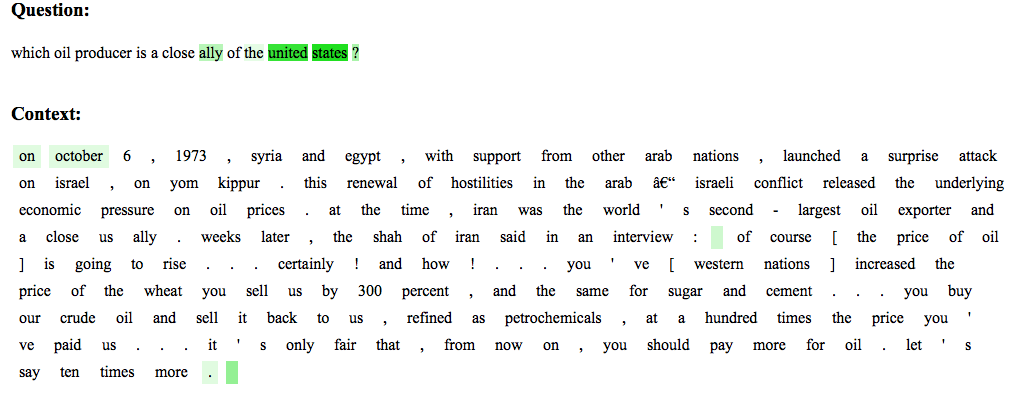 Question:
which oil producer is a close ally of the united states ?
Context:
on october 6 , 1973 , syria and egypt , with support from other arab nations , launched a surprise attack
on israel , on yom kippur . this renewal of hostilities in the arab â€“ israeli conflict released the underlying
economic pressure on oil prices . at the time , iran was the world ' s second - largest oil exporter and
a close us ally . weeks later , the shah of iran said in an interview : of course [ the price of oil
] is going to rise . . . certainly ! and how ! . . . you ' ve [ western nations ] increased the
price of the wheat you sell us by 300 percent , and the same for sugar and cement . . . you buy
our crude oil and sell it back to us , refined as petrochemicals , at a hundred times the price you '
ve paid us . . . it ' s only fair that , from now on , you should pay more for oil . let ' s
say ten times more .